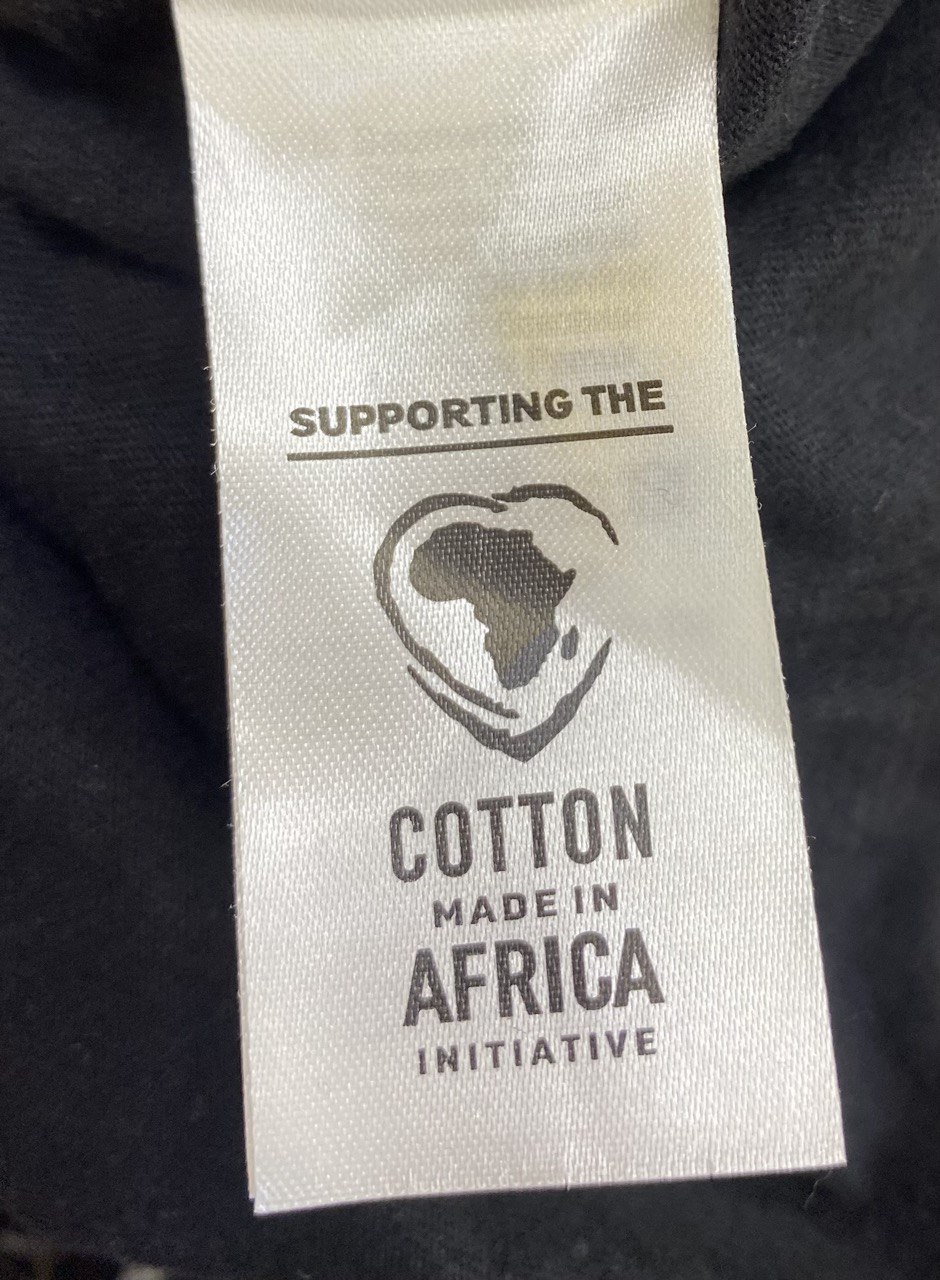 SUPPORTING THE
COTTON
MADE IN
AFRICA
INITIATIVE